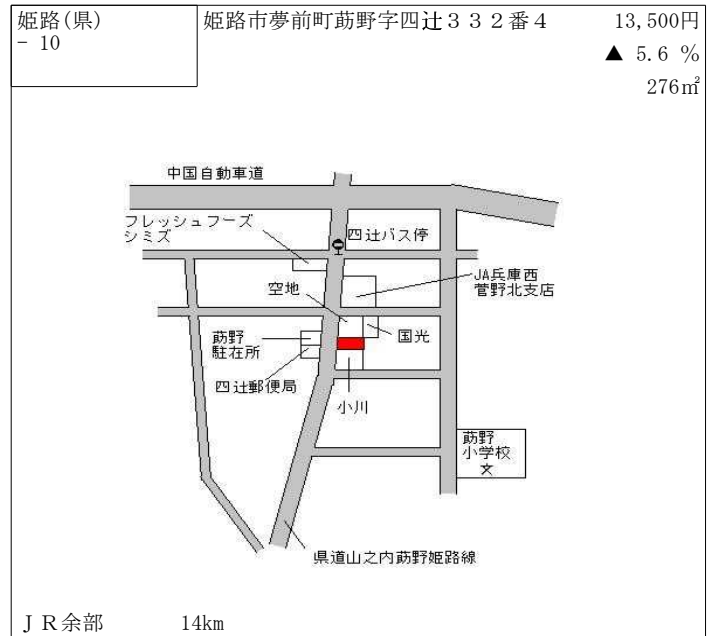 姫路(県)
- 10
姫路市夢前町莇野字四辻３３２番４
13,500円
▲ 5.6 %
276㎡
中国自動車道
フレッシュフーズ
シミズ
四辻バス停
空地
JA兵庫西
菅野北支店
莇野
駐在所
国光
四辻郵便局
小川
莇野
小学校
文
県道山之内莇野姫路線
ＪＲ余部 14km